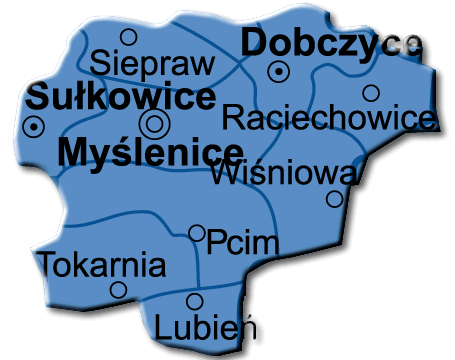 Dobczyce
Siepraw
Sułkowice
Raciechowice
Myślenice
Wiśniowa
Pcim
Tokarnia
Lubień